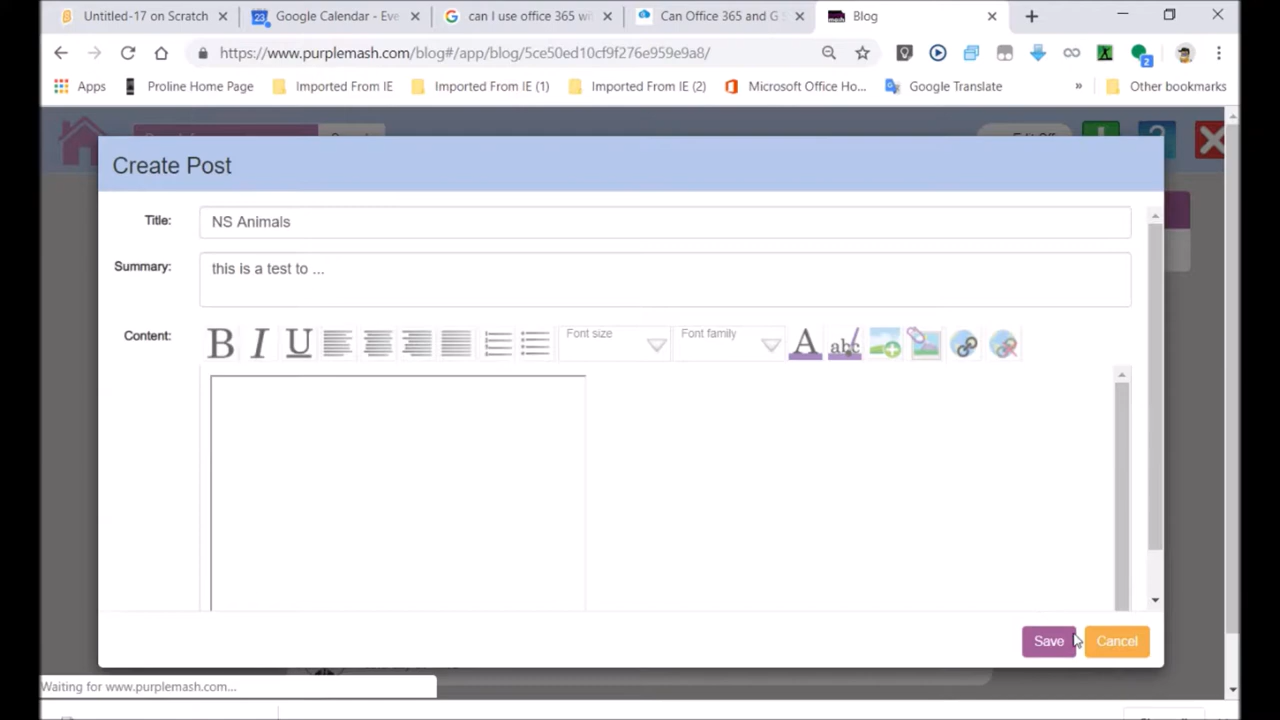 Untitled-17 on Scratch
Google Calendar - Eve
can I use office 365 wi
Can Office 365 and G S
Blog
https://www.purplemash.com/blog#/app/blog/5ce50ed10cf9f276e959e9a8/
2
Apps
Proline Home Page
Imported From IE
Imported From IE (1)
Imported From IE (2)
Microsoft Office Ho...
Google Translate
»
Other bookmarks
Create Post
Title:
NS Animals
Summary:
this is a test to ...
Content:
B I U
Font size
Font family
A
abc
Save
Cancel
Waiting for www.purplemash.com...